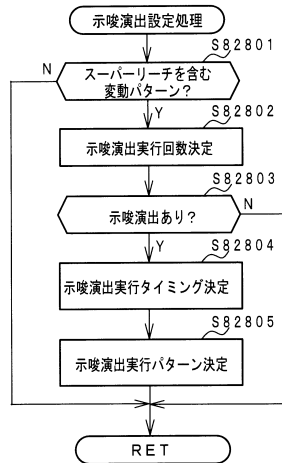 示唆演出設定処理
S82801
N
スーパーリーチを含む
変動パターン?
Y
S82802
示唆演出実行回数決定
S82803
示唆演出あり?
N
Y
S82804
示唆演出実行タイミング決定
S82805
示唆演出実行パターン決定
RET